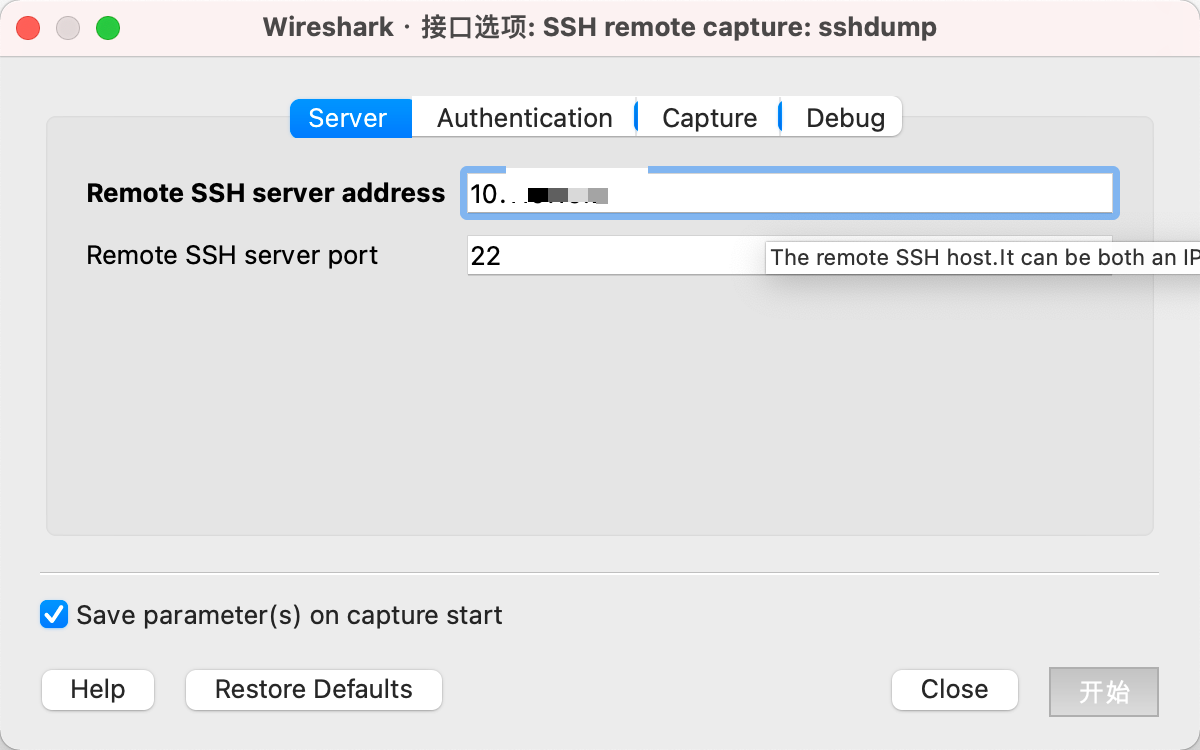 Wireshark · 接口选项: SSH remote capture: sshdump
Server Authentication Capture Debug
Remote SSH server address 10.
Remote SSH server port 22
The remote SSH host.It can be both an IP
Save parameter(s) on capture start
Help Restore Defaults Close 开始